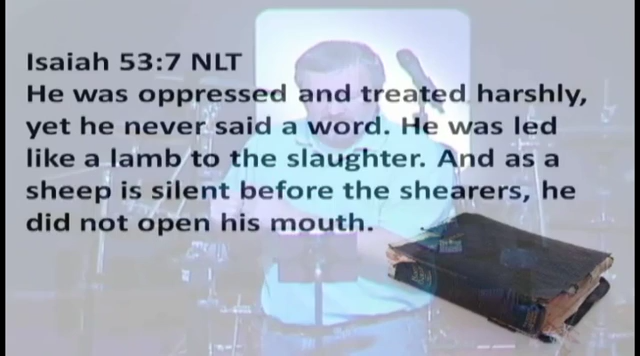 Isaiah 53:7 NLT
He was oppressed and treated harshly,
yet he never said a word. He was led
like a lamb to the slaughter. And as a
sheep is silent before the shearers, he
did not open his mouth.